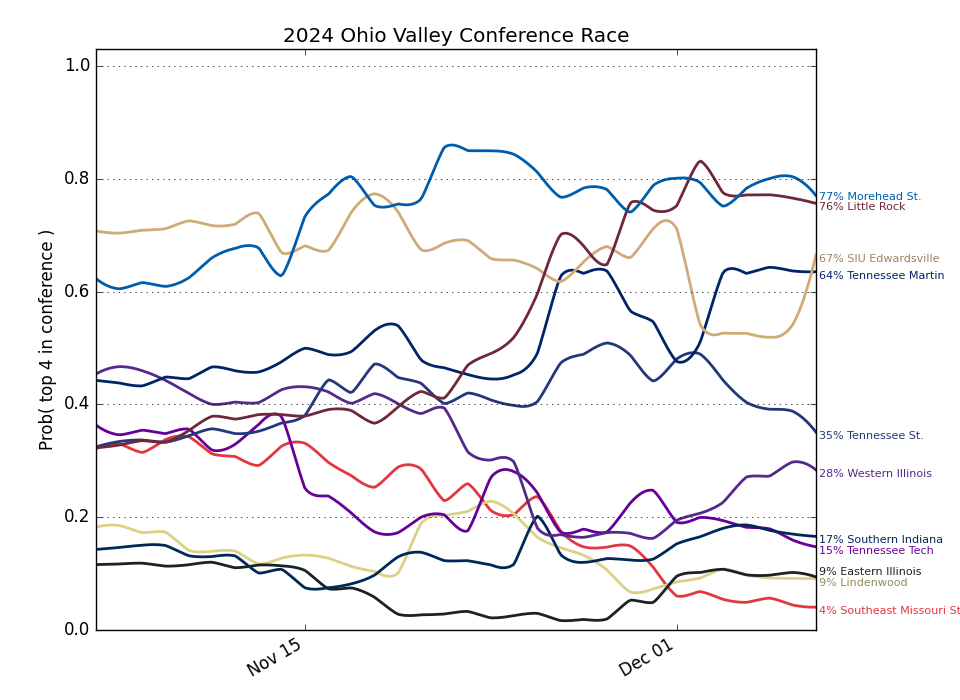 2024 Ohio Valley Conference Race
Prob( top 4 in conference )
1.0
0.8
0.6
0.4
0.2
0.0
Nov 15
Dec 01
77% Morehead St.
76% Little Rock
67% SIU Edwardsville
64% Tennessee Martin
35% Tennessee St.
28% Western Illinois
17% Southern Indiana
15% Tennessee Tech
9% Eastern Illinois
9% Lindenwood
4% Southeast Missouri St